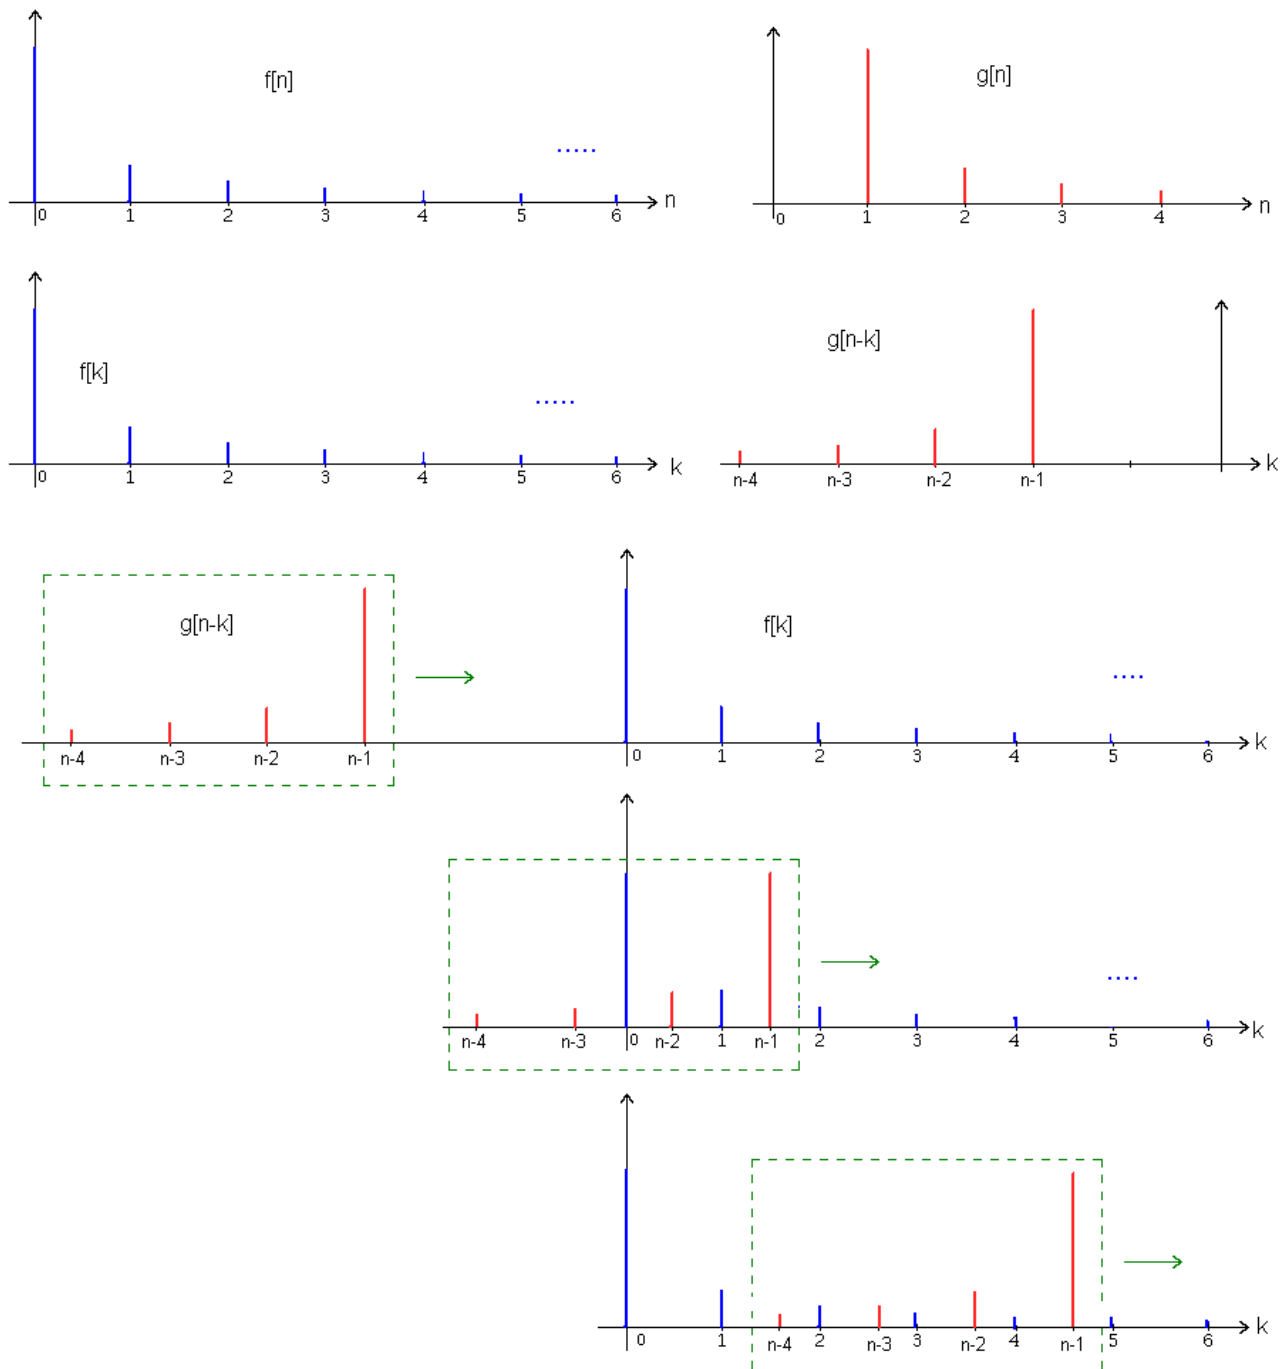 f[n]
.....
0 1 2 3 4 5 6 n
g[n]
0 1 2 3 4 n
f[k]
.....
0 1 2 3 4 5 6 k
g[n-k]
n-4 n-3 n-2 n-1 k
g[n-k]
f[k]
....
n-4 n-3 n-2 n-1 0 1 2 3 4 5 6 k
....
n-4 n-3 0 n-2 1 n-1 2 3 4 5 6 k
0 1 n-4 2 n-3 3 n-2 4 n-1 5 6 k